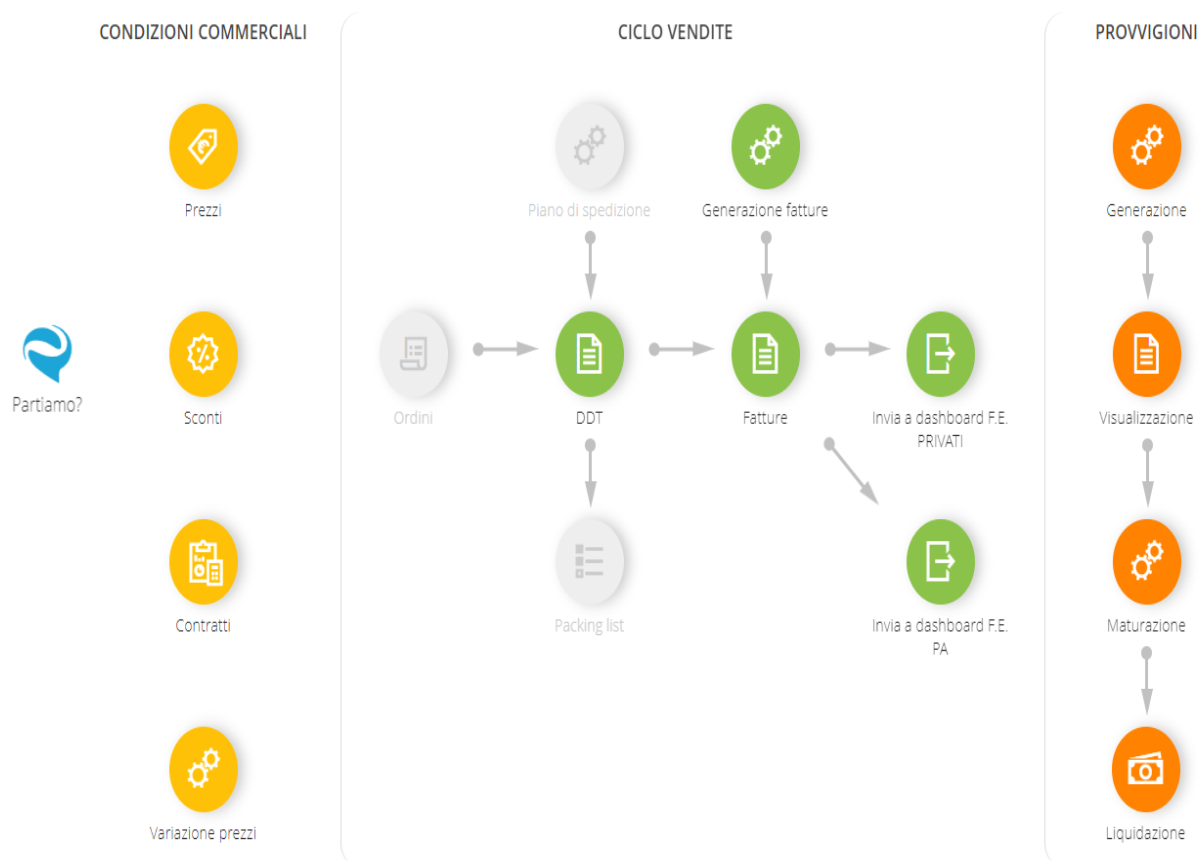 CONDIZIONI COMMERCIALI
CICLO VENDITE
PROVVIGIONI
Prezzi
Piano di spedizione
Generazione fatture
Generazione
Partiamo?
Sconti
Ordini
DDT
Fatture
Invia a dashboard F.E.
PRIVATI
Visualizzazione
Contratti
Packing list
Invia a dashboard F.E.
PA
Maturazione
Variazione prezzi
Liquidazione